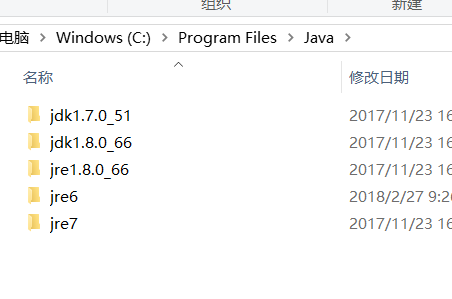 组织 新建
电脑 > Windows (C:) > Program Files > Java >
名称 修改日期
jdk1.7.0_51 2017/11/23 16
jdk1.8.0_66 2017/11/23 16
jre1.8.0_66 2017/11/23 16
jre6 2018/2/27 9:26
jre7 2017/11/23 16